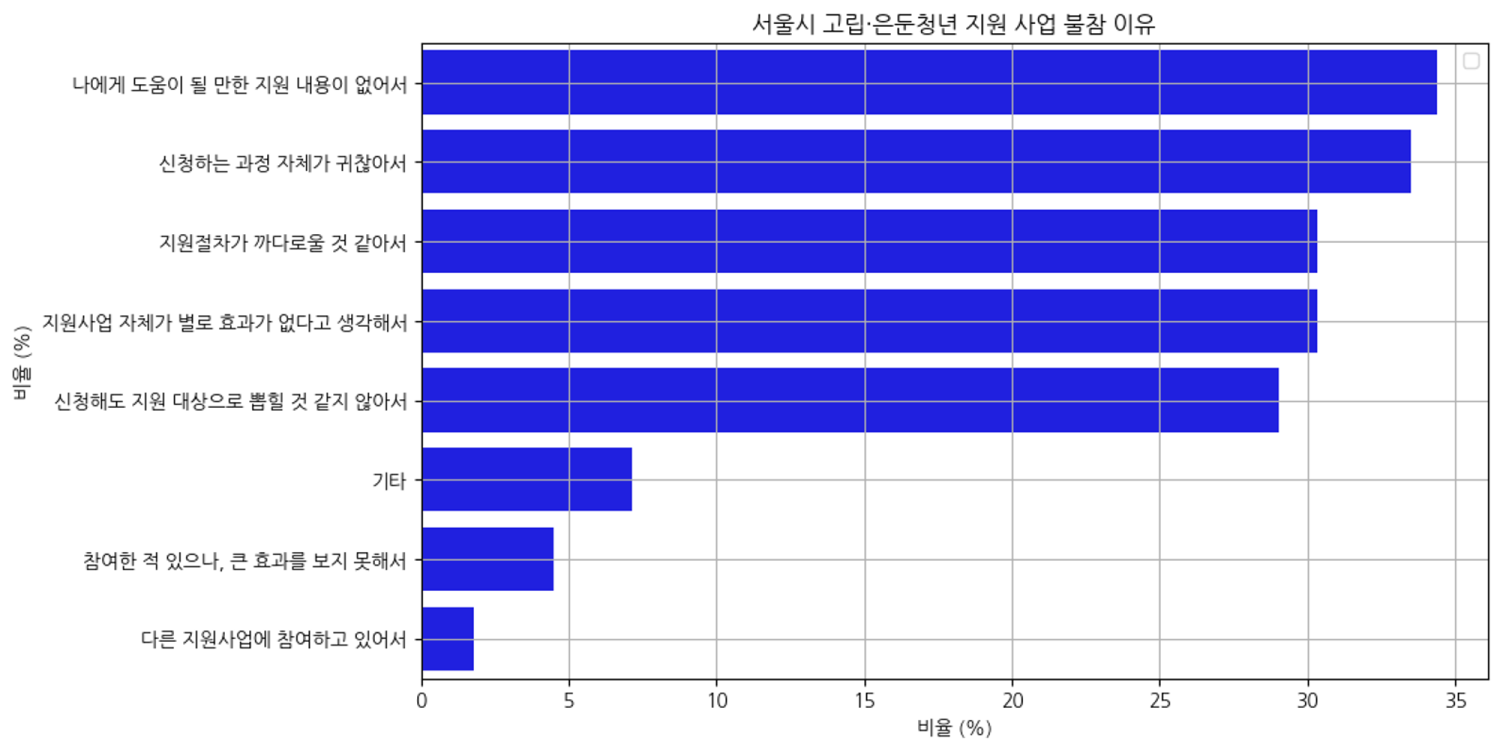 서울시 고립·은둔청년 지원 사업 불참 이유
나에게 도움이 될 만한 지원 내용이 없어서
신청하는 과정 자체가 귀찮아서
지원절차가 까다로울 것 같아서
지원사업 자체가 별로 효과가 없다고 생각해서
신청해도 지원 대상으로 뽑힐 것 같지 않아서
기타
참여한 적 있으나, 큰 효과를 보지 못해서
다른 지원사업에 참여하고 있어서
비율 (%)
0 5 10 15 20 25 30 35
비율 (%)